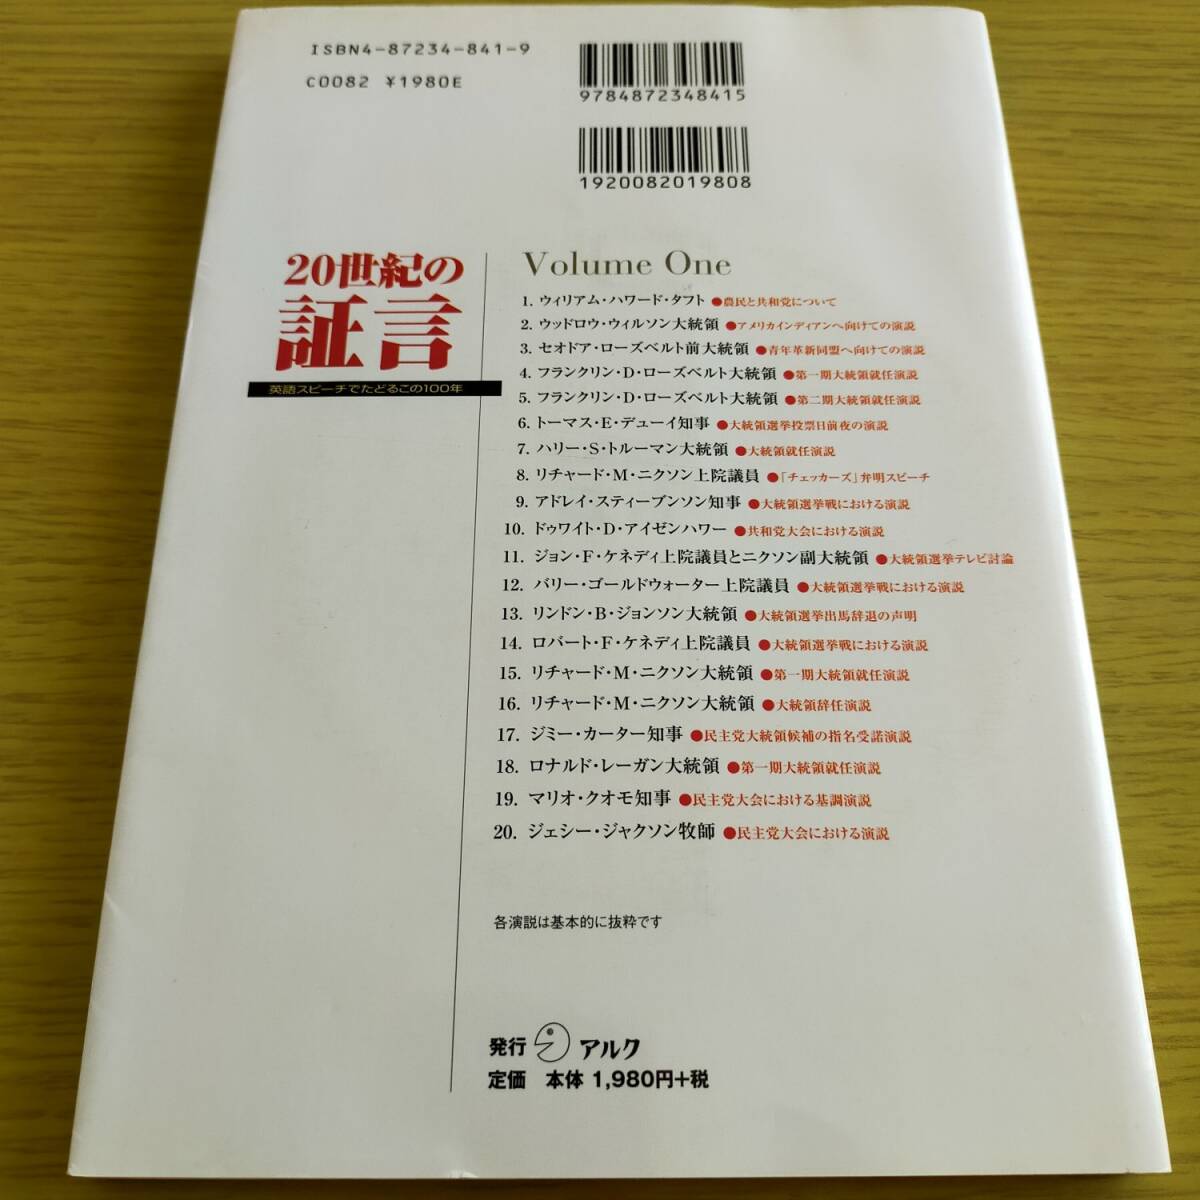 ISBN4-87234-841-9
C0082 ¥1980E
9784872348415
1920082019808
20世紀の
証言
英語スピーチでたどるこの100年
Volume One
1. ウィリアム・ハワード・タフト ●農民と共和党について
2. ウッドロウ・ウィルソン大統領 ●アメリカインディアンへ向けての演説
3. セオドア・ローズベルト前大統領 ●青年革新同盟へ向けての演説
4. フランクリン・D・ローズベルト大統領 ●第一期大統領就任演説
5. フランクリン・D・ローズベルト大統領 ●第二期大統領就任演説
6. トーマス・E・デューイ知事 ●大統領選挙投票日前夜の演説
7. ハリー・S・トルーマン大統領 ●大統領就任演説
8. リチャード・M・ニクソン上院議員 ●「チェッカーズ」弁明スピーチ
9. アドレイ・スティーブンソン知事 ●大統領選挙戦における演説
10. ドゥワイト・D・アイゼンハワー ●共和党大会における演説
11. ジョン・F・ケネディ上院議員とニクソン副大統領 ●大統領選挙テレビ討論
12. バリー・ゴールドウォーター上院議員 ●大統領選挙戦における演説
13. リンドン・B・ジョンソン大統領 ●大統領選挙出馬辞退の声明
14. ロバート・F・ケネディ上院議員 ●大統領選挙戦における演説
15. リチャード・M・ニクソン大統領 ●第一期大統領就任演説
16. リチャード・M・ニクソン大統領 ●大統領辞任演説
17. ジミー・カーター知事 ●民主党大統領候補の指名受諾演説
18. ロナルド・レーガン大統領 ●第一期大統領就任演説
19. マリオ・クオモ知事 ●民主党大会における基調演説
20. ジェシー・ジャクソン牧師 ●民主党大会における演説
各演説は基本的に抜粋です
発行 アルク
定価 本体 1,980円+税